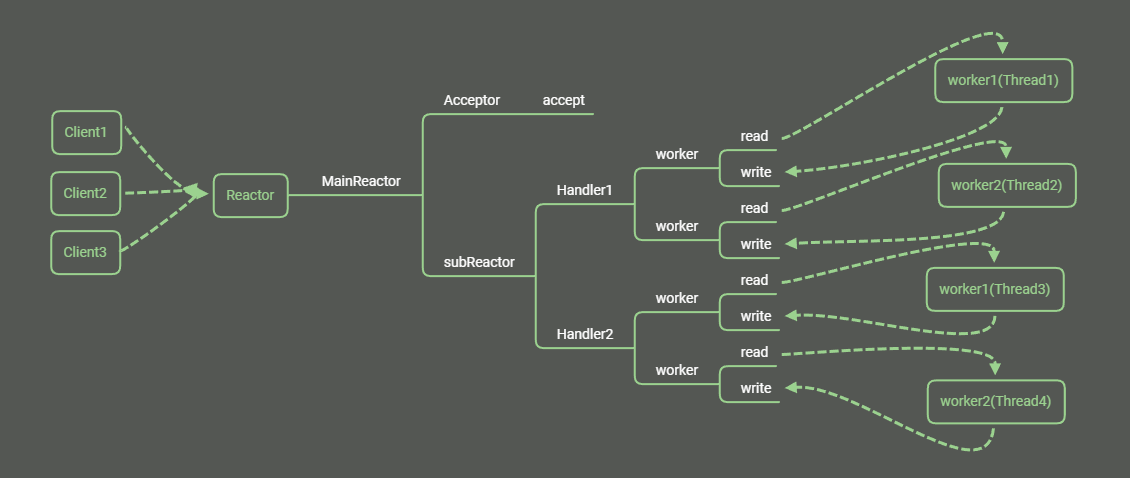 Client1
Client2
Client3
Reactor
MainReactor
Acceptor accept
subReactor
Handler1
worker
read
write
worker
read
write
Handler2
worker
read
write
worker
read
write
worker1(Thread1)
worker2(Thread2)
worker1(Thread3)
worker2(Thread4)